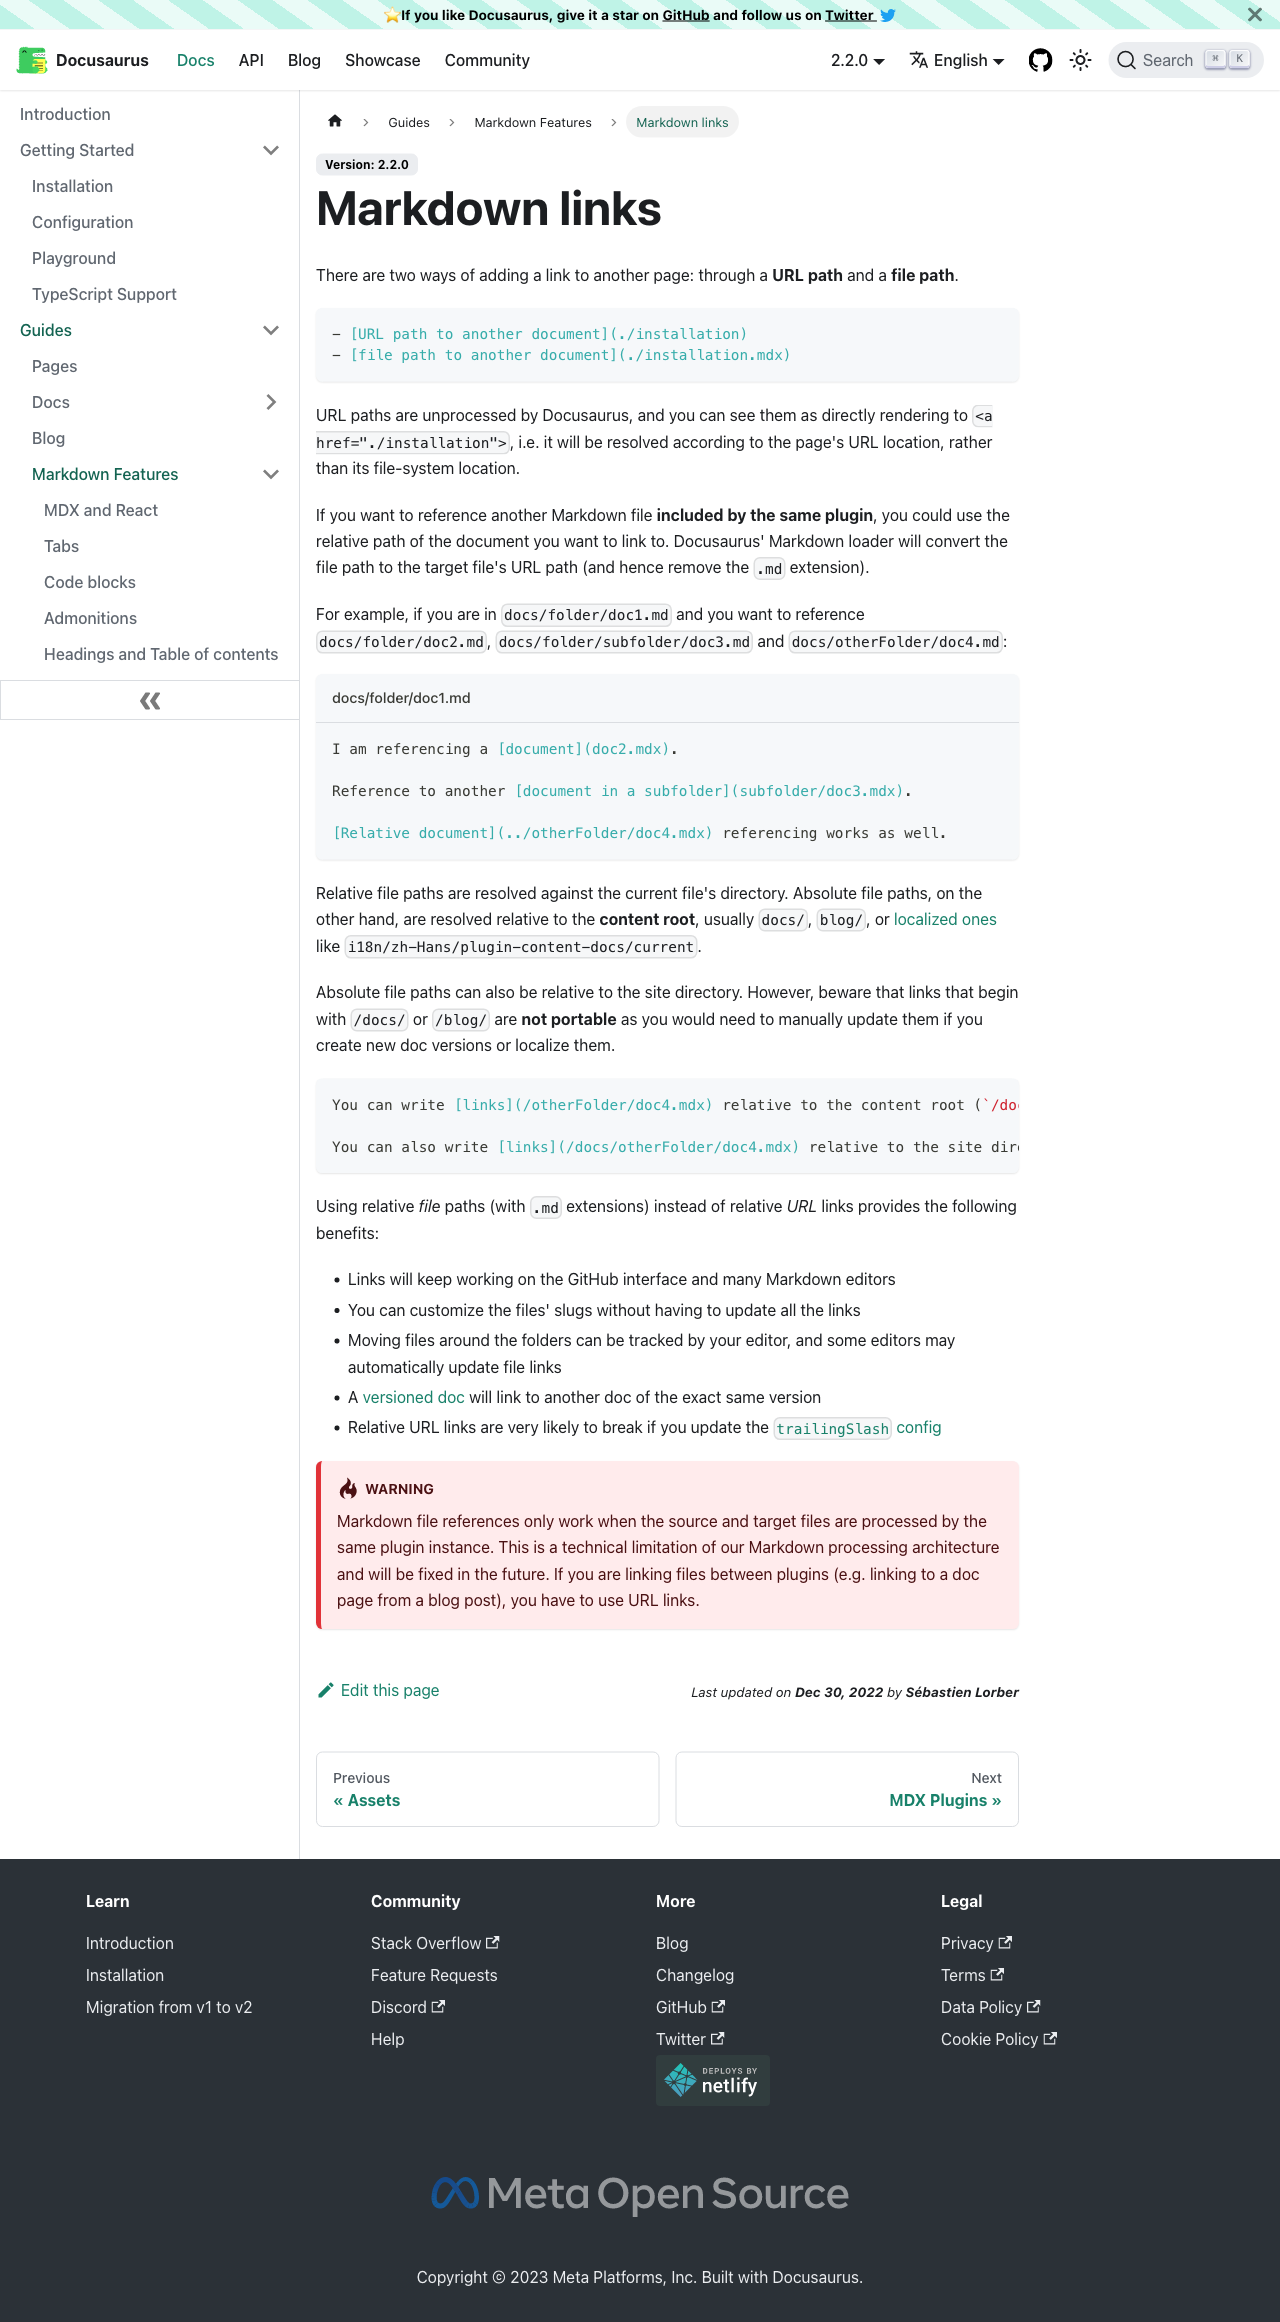 ⭐️If you like Docusaurus, give it a star on GitHub and follow us on Twitter
Docusaurus Docs API Blog Showcase Community 2.2.0 English Search ⌘ K
Introduction
Getting Started
Installation
Configuration
Playground
TypeScript Support
Guides
Pages
Docs
Blog
Markdown Features
MDX and React
Tabs
Code blocks
Admonitions
Headings and Table of contents
Guides > Markdown Features > Markdown links
Version: 2.2.0
Markdown links
There are two ways of adding a link to another page: through a URL path and a file path.
- [URL path to another document](./installation)
- [file path to another document](./installation.mdx)
URL paths are unprocessed by Docusaurus, and you can see them as directly rendering to <a
href="./installation">, i.e. it will be resolved according to the page's URL location, rather
than its file-system location.
If you want to reference another Markdown file included by the same plugin, you could use the
relative path of the document you want to link to. Docusaurus' Markdown loader will convert the
file path to the target file's URL path (and hence remove the .md extension).
For example, if you are in docs/folder/doc1.md and you want to reference
docs/folder/doc2.md, docs/folder/subfolder/doc3.md and docs/otherFolder/doc4.md:
docs/folder/doc1.md
I am referencing a [document](doc2.mdx).
Reference to another [document in a subfolder](subfolder/doc3.mdx).
[Relative document](../otherFolder/doc4.mdx) referencing works as well.
Relative file paths are resolved against the current file's directory. Absolute file paths, on the
other hand, are resolved relative to the content root, usually docs/, blog/, or localized ones
like i18n/zh-Hans/plugin-content-docs/current.
Absolute file paths can also be relative to the site directory. However, beware that links that begin
with /docs/ or /blog/ are not portable as you would need to manually update them if you
create new doc versions or localize them.
You can write [links](/otherFolder/doc4.mdx) relative to the content root (`/doc
You can also write [links](/docs/otherFolder/doc4.mdx) relative to the site dire
Using relative file paths (with .md extensions) instead of relative URL links provides the following
benefits:
• Links will keep working on the GitHub interface and many Markdown editors
• You can customize the files' slugs without having to update all the links
• Moving files around the folders can be tracked by your editor, and some editors may
automatically update file links
• A versioned doc will link to another doc of the exact same version
• Relative URL links are very likely to break if you update the trailingSlash config
WARNING
Markdown file references only work when the source and target files are processed by the
same plugin instance. This is a technical limitation of our Markdown processing architecture
and will be fixed in the future. If you are linking files between plugins (e.g. linking to a doc
page from a blog post), you have to use URL links.
Edit this page
Last updated on Dec 30, 2022 by Sébastien Lorber
Previous
« Assets
Next
MDX Plugins »
Learn
Introduction
Installation
Migration from v1 to v2
Community
Stack Overflow
Feature Requests
Discord
Help
More
Blog
Changelog
GitHub
Twitter
DEPLOYS BY
netlify
Legal
Privacy
Terms
Data Policy
Cookie Policy
Meta Open Source
Copyright © 2023 Meta Platforms, Inc. Built with Docusaurus.